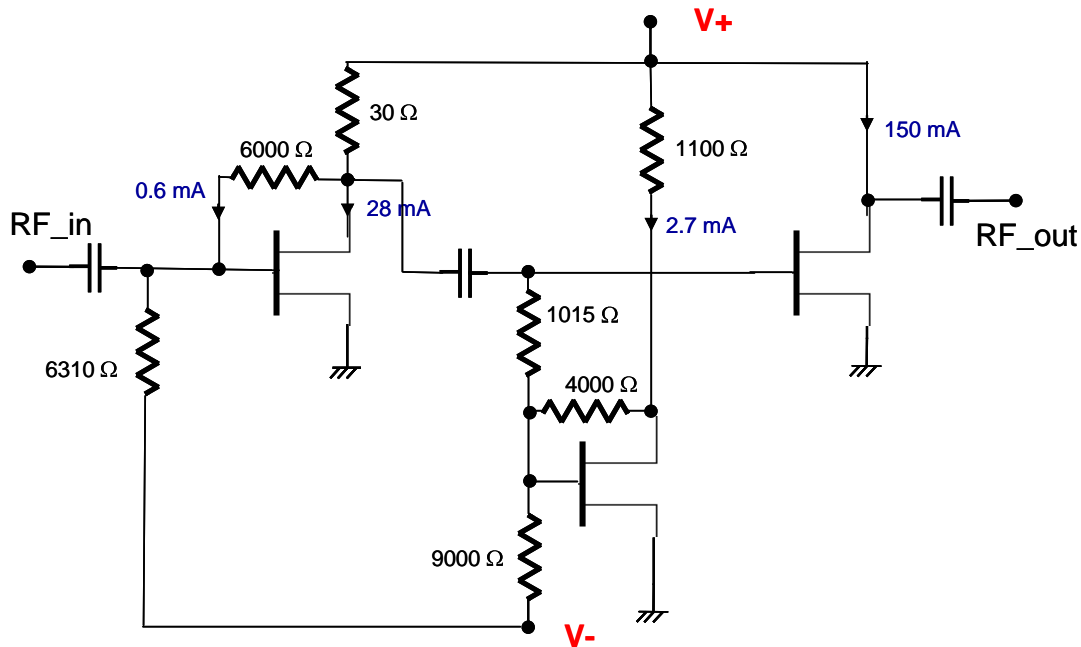 V+
30 Ω
6000 Ω
1100 Ω
150 mA
0.6 mA
28 mA
2.7 mA
RF_in
RF_out
1015 Ω
6310 Ω
4000 Ω
9000 Ω
V-